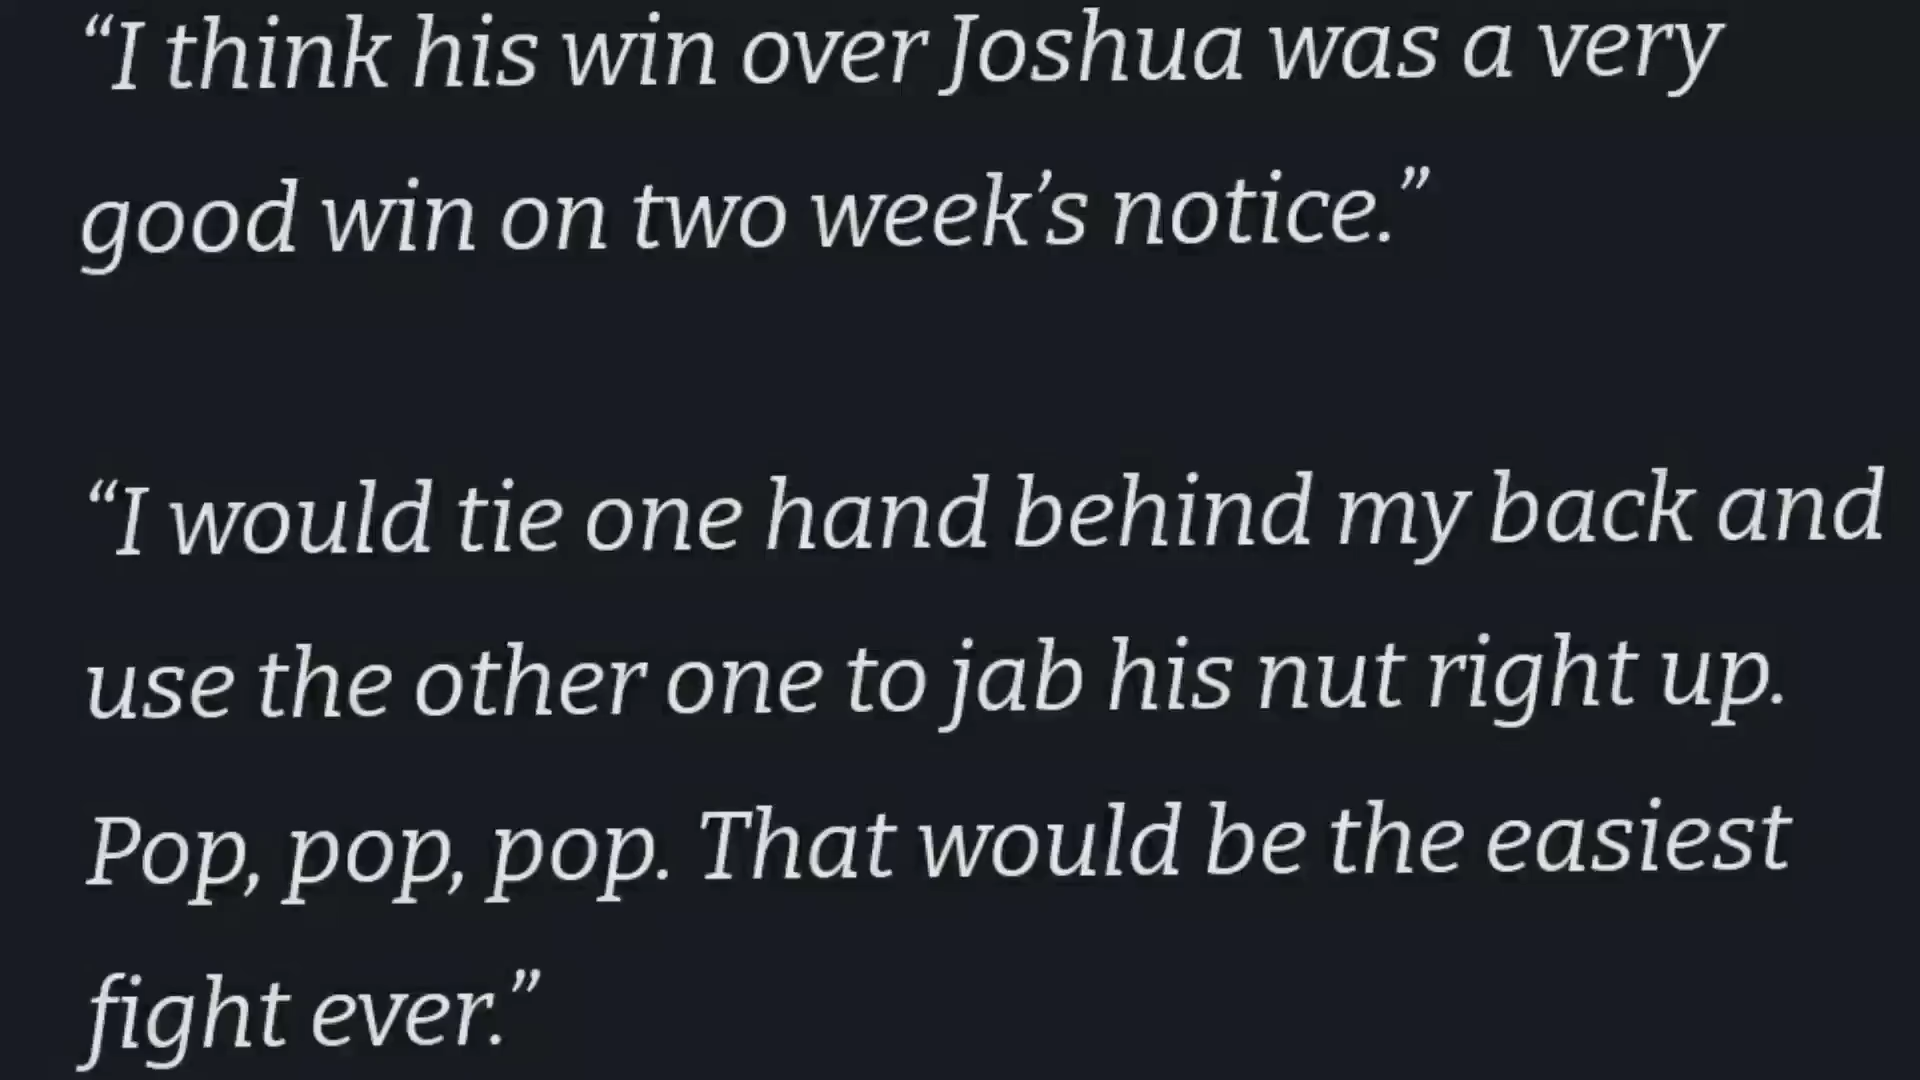 “I think his win over Joshua was a very
good win on two week’s notice.”
“I would tie one hand behind my back and
use the other one to jab his nut right up.
Pop, pop, pop. That would be the easiest
fight ever.”